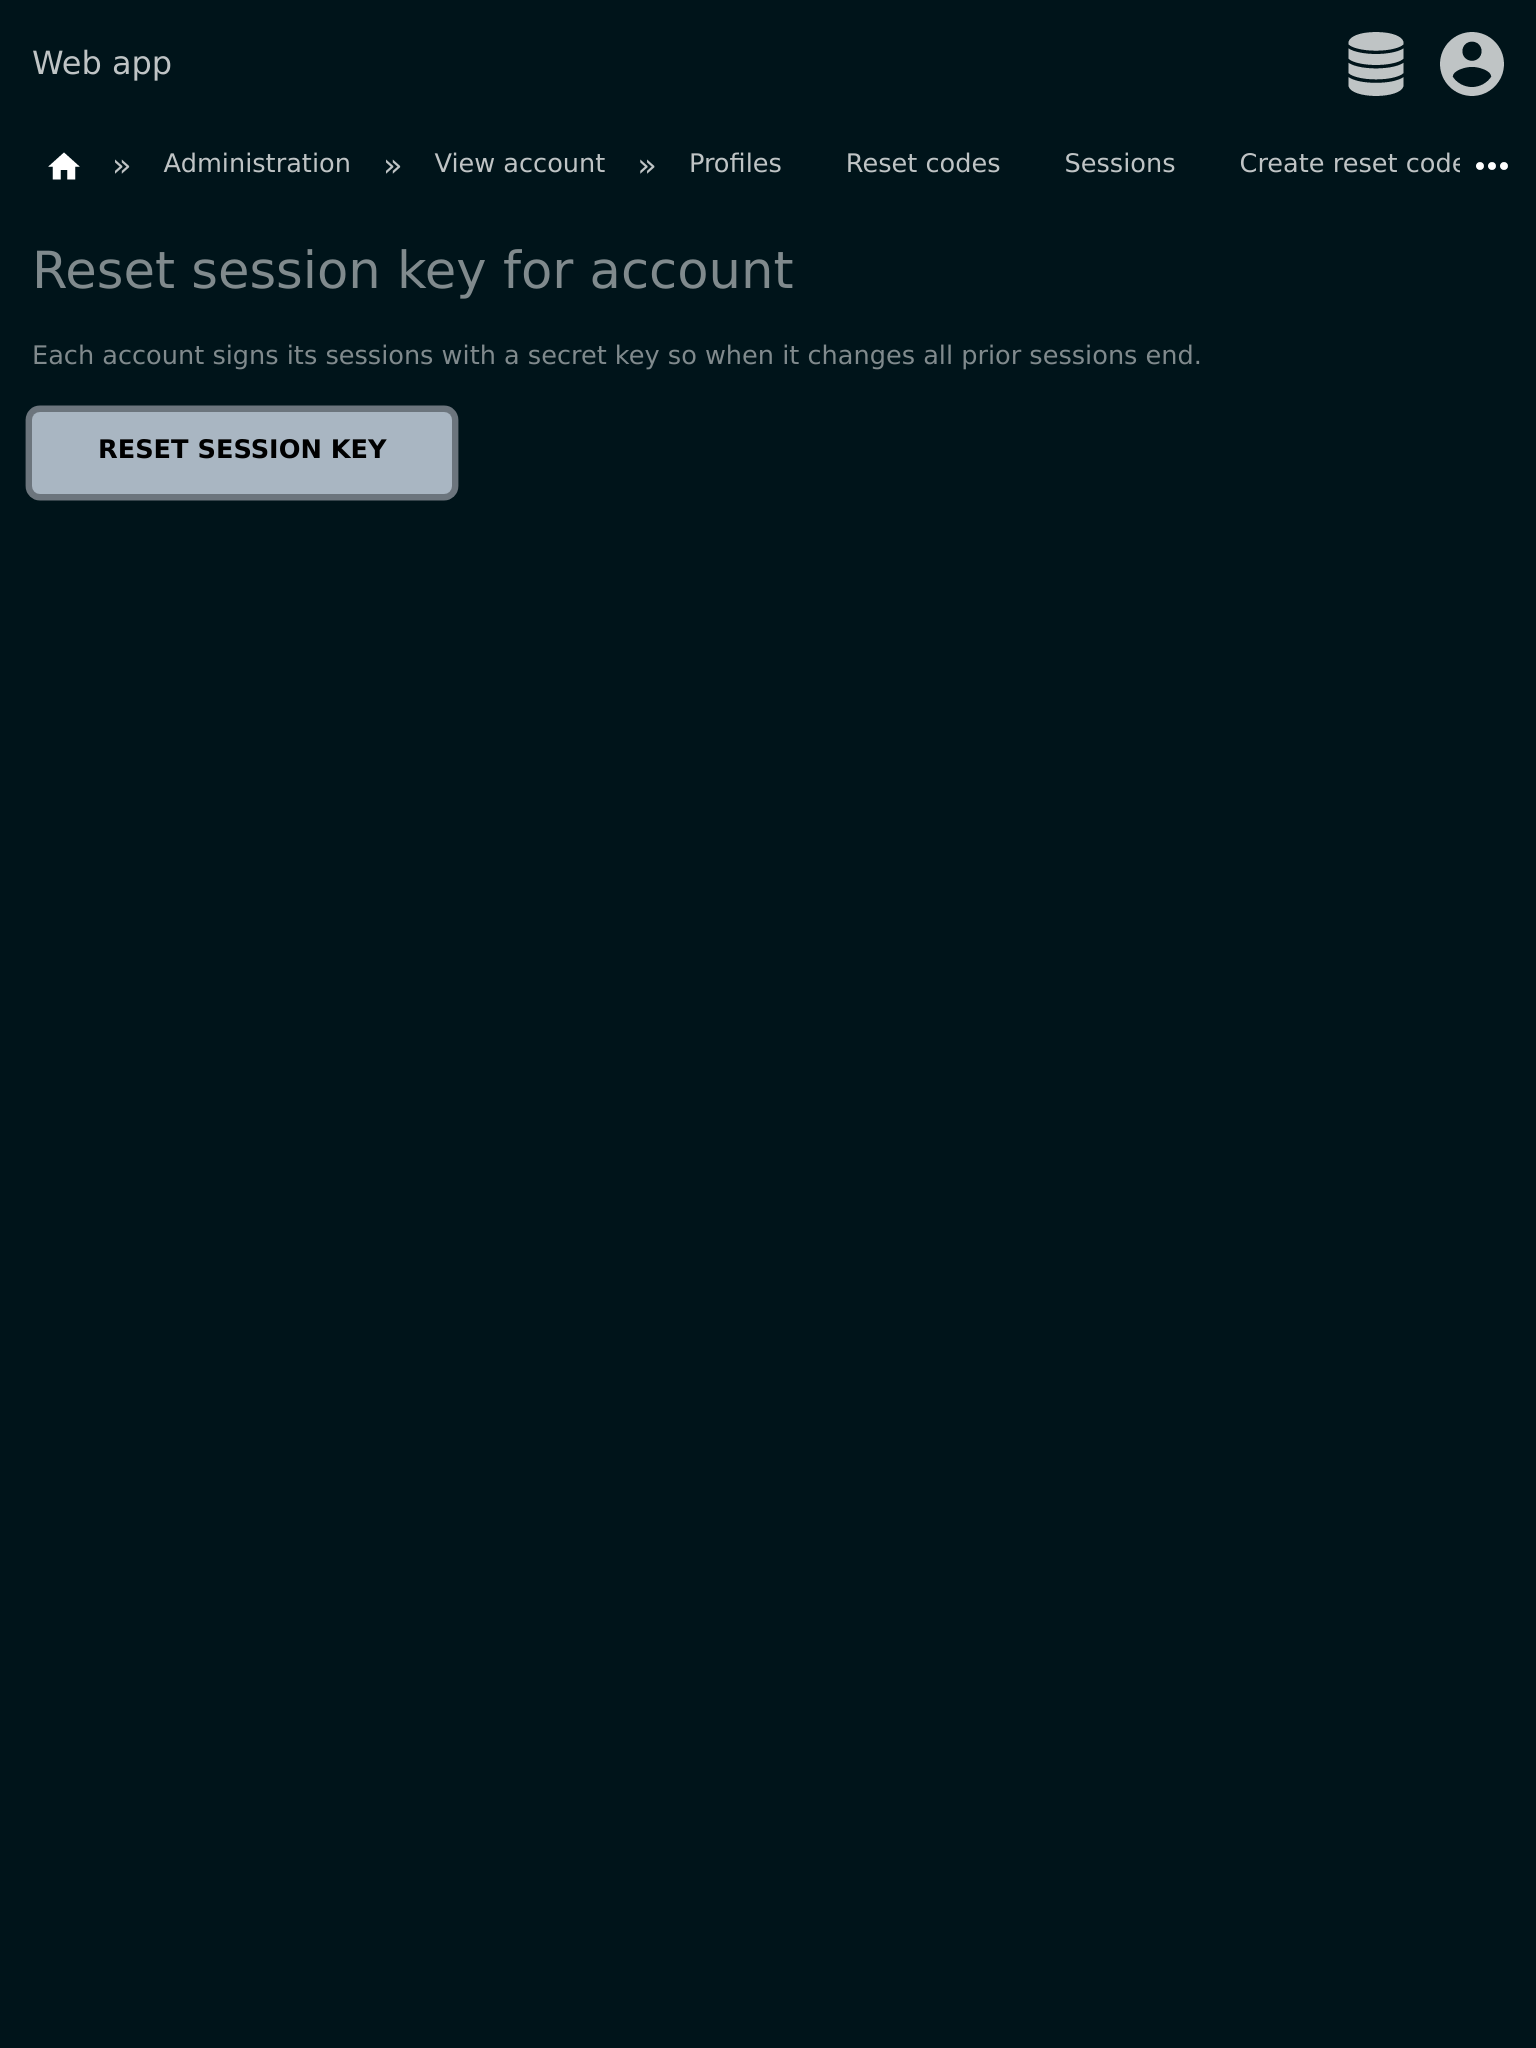 Web app
» Administration » View account » Profiles Reset codes Sessions Create reset code
Reset session key for account
Each account signs its sessions with a secret key so when it changes all prior sessions end.
RESET SESSION KEY